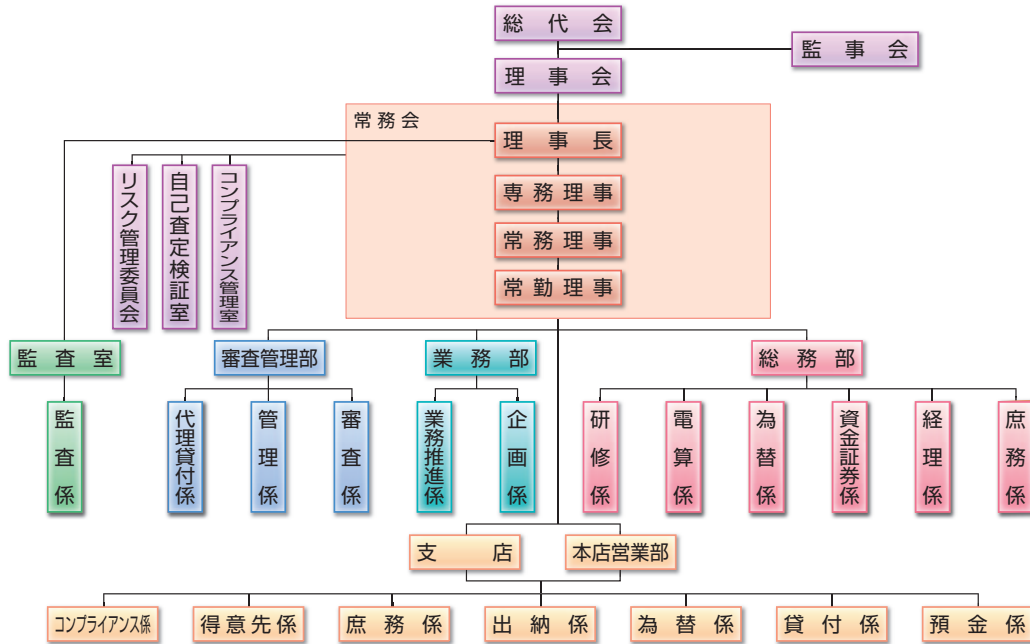 総代会
監事会
理事会
常務会
理事長
専務理事
常務理事
常勤理事
リスク管理委員会
自己査定検証室
コンプライアンス管理室
監査室
審査管理部
業務部
総務部
監査係
代理貸付係
管理係
審査係
業務推進係
企画係
研修係
電算係
為替係
資金証券係
経理係
庶務係
支店
本店営業部
コンプライアンス係
得意先係
庶務係
出納係
為替係
貸付係
預金係